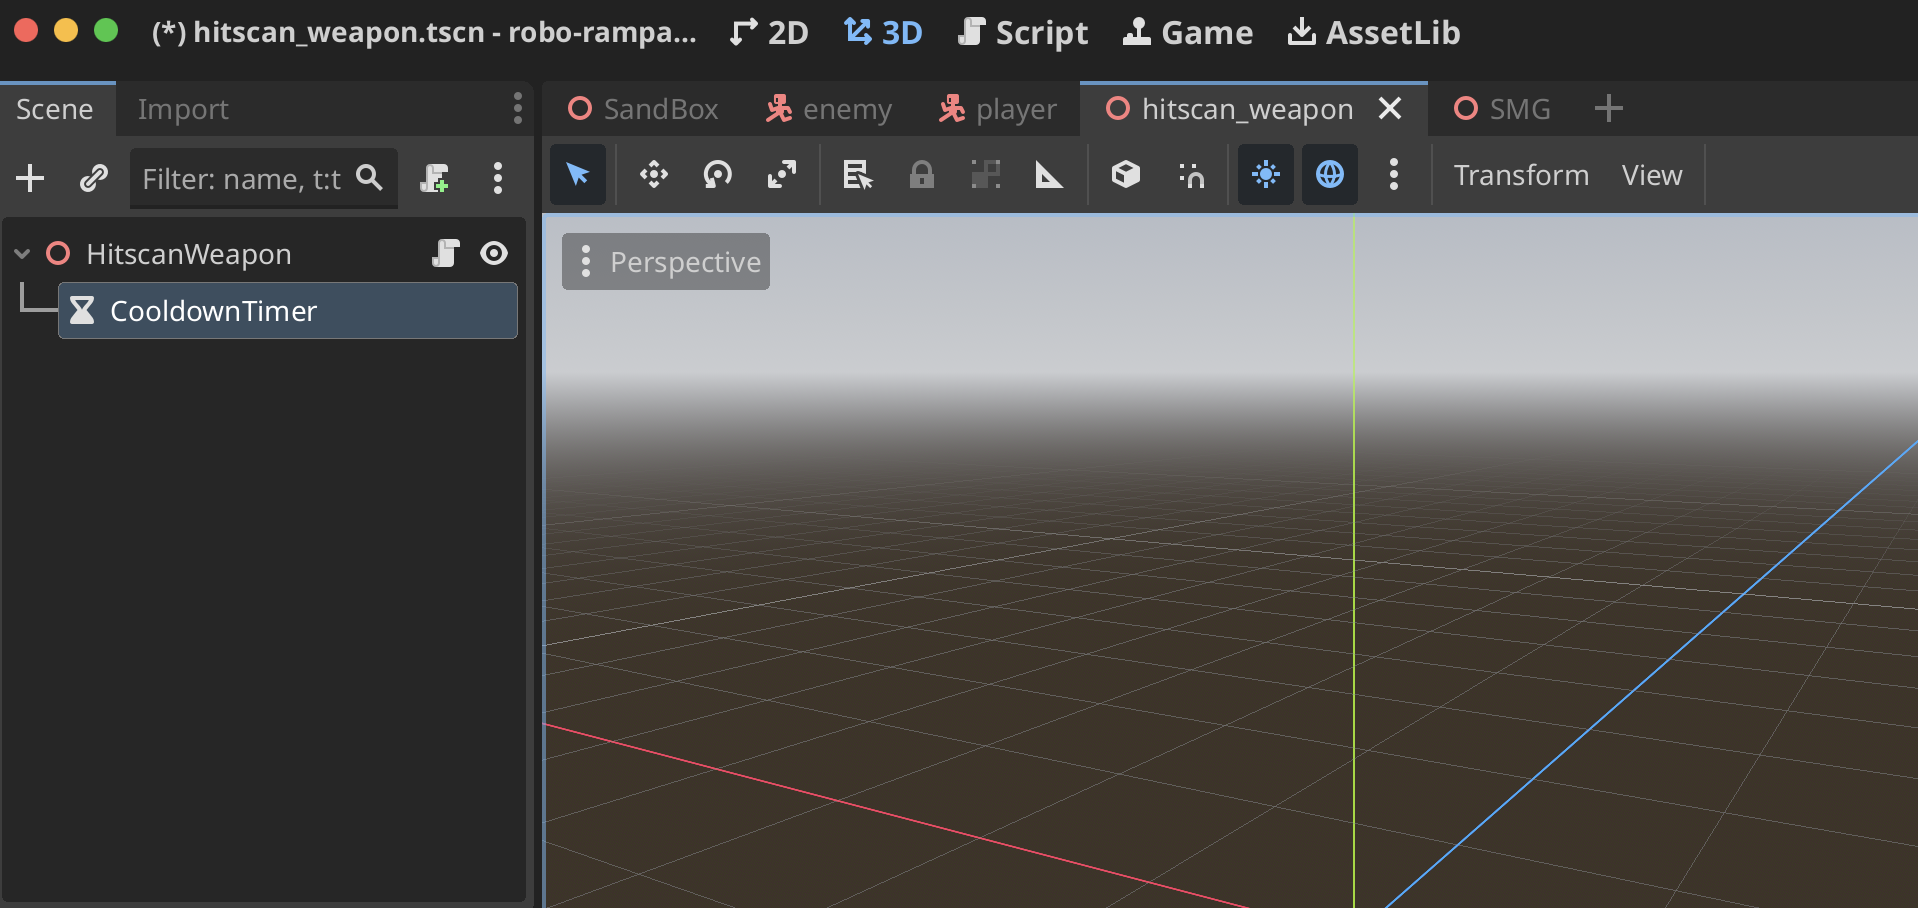 (*) hitscan_weapon.tscn - robo-rampa... 2D 3D Script Game AssetLib
Scene Import SandBox enemy player hitscan_weapon SMG
Filter: name, t:t Transform View
HitscanWeapon
Perspective
CooldownTimer